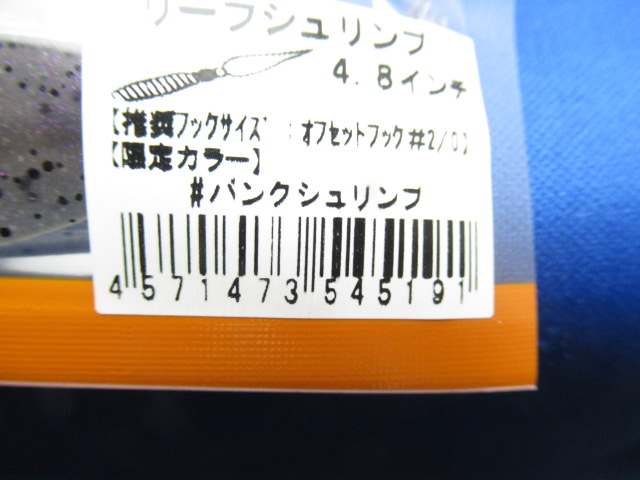 リーフシュリンプ
4.8インチ
【推奨フックサイズ:オフセットフック#2/0】
【限定カラー】
#バンクシュリンプ
4571473545191